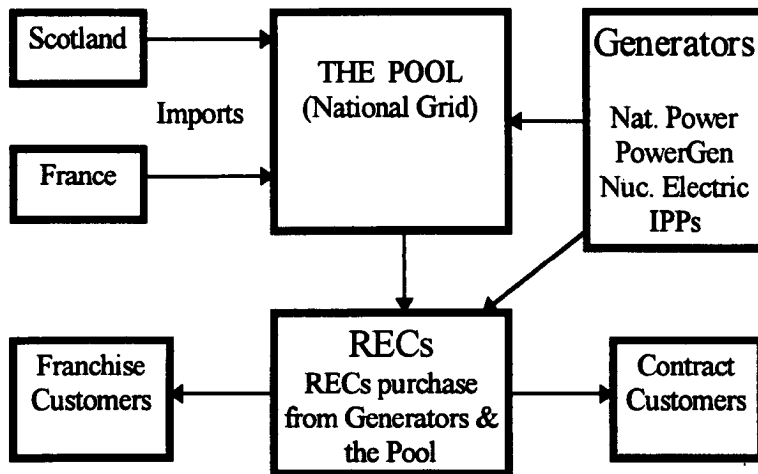 Scotland
Imports
France
THE POOL
(National Grid)
Generators
Nat. Power
PowerGen
Nuc. Electric
IPPs
Franchise
Customers
RECs
RECs purchase
from Generators &
the Pool
Contract
Customers